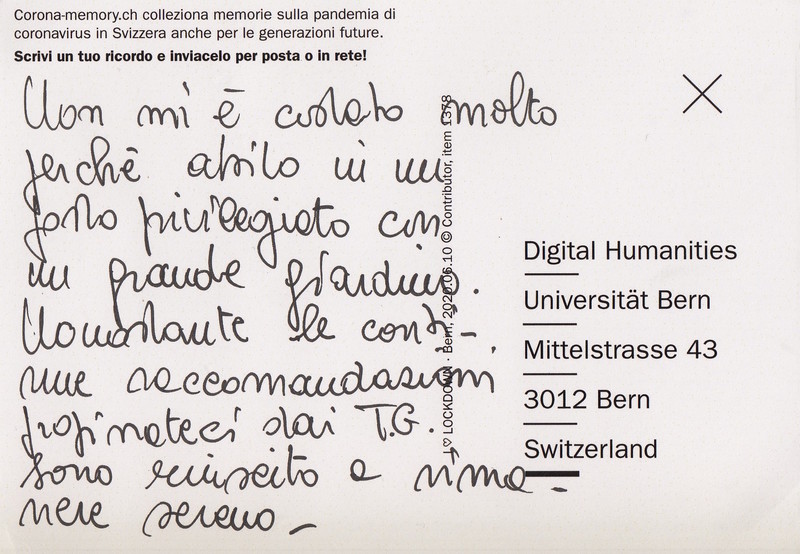 Corona-memory.ch colleziona memorie sulla pandemia di
coronavirus in Svizzera anche per le generazioni future.
Scrivi un tuo ricordo e inviacelo per posta o in rete!
Non mi è costato molto
perchè abito in un
posto privilegiato con
un grande giardino.
Nonostante le conti-
nue raccomandazioni
propinateci dai T.G.
sono riuscito a rima-
nere sereno –
I ♡ LOCKDOWN · Bern, 2020.06.10 © Contributor, item 1378
Digital Humanities
Universität Bern
Mittelstrasse 43
3012 Bern
Switzerland